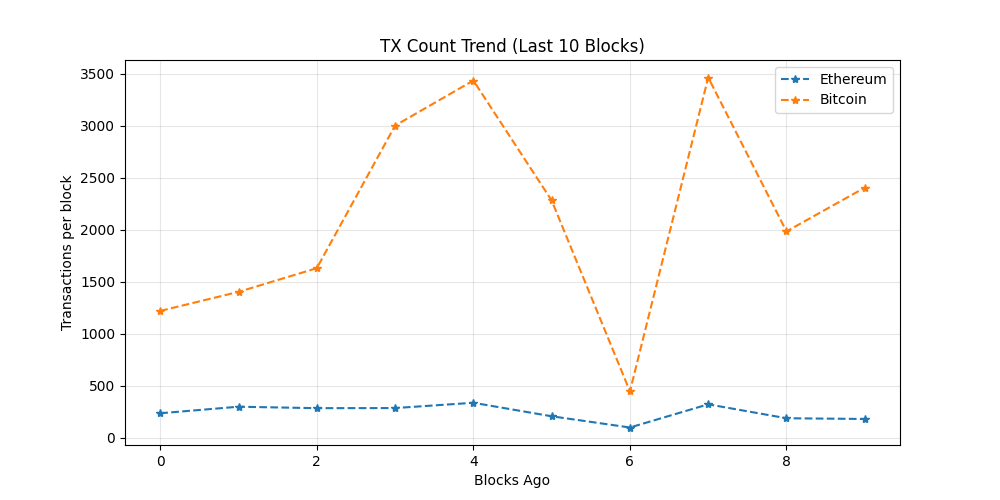 TX Count Trend (Last 10 Blocks)
Ethereum
Bitcoin
Transactions per block
3500
3000
2500
2000
1500
1000
500
0
0 2 4 6 8
Blocks Ago